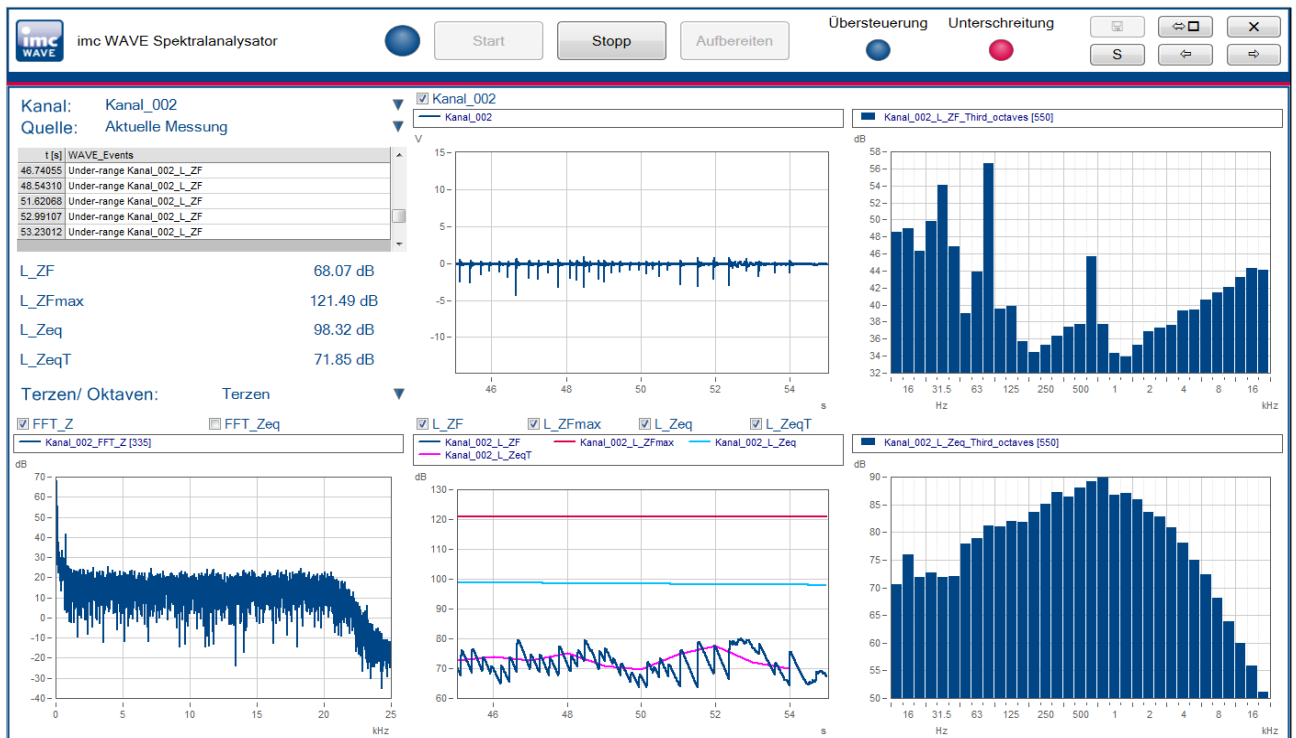 imc WAVE
imc WAVE Spektralanalysator
Start
Stopp
Aufbereiten
Übersteuerung
Unterschreitung
S
Kanal: Kanal_002
Quelle: Aktuelle Messung
t [s] WAVE_Events
46.74055 Under-range Kanal_002_L_ZF
48.54310 Under-range Kanal_002_L_ZF
51.62068 Under-range Kanal_002_L_ZF
52.99107 Under-range Kanal_002_L_ZF
53.23012 Under-range Kanal_002_L_ZF
L_ZF 68.07 dB
L_ZFmax 121.49 dB
L_Zeq 98.32 dB
L_ZeqT 71.85 dB
Terzen/ Oktaven: Terzen
Kanal_002
Kanal_002
V
15
10
5
0
-5
-10
46 48 50 52 54
s
Kanal_002_L_ZF_Third_octaves [550]
dB
58
56
54
52
50
48
46
44
42
40
38
36
34
32
16 31.5 63 125 250 500 1 2 4 8 16
Hz kHz
FFT_Z FFT_Zeq
Kanal_002_FFT_Z [335]
dB
70
60
50
40
30
20
10
0
-10
-20
-30
-40
0 5 10 15 20 25
kHz
L_ZF L_ZFmax L_Zeq L_ZeqT
Kanal_002_L_ZF Kanal_002_L_ZFmax Kanal_002_L_Zeq
Kanal_002_L_ZeqT
dB
130
120
110
100
90
80
70
60
46 48 50 52 54
s
Kanal_002_L_Zeq_Third_octaves [550]
dB
90
85
80
75
70
65
60
55
50
16 31.5 63 125 250 500 1 2 4 8 16
Hz kHz